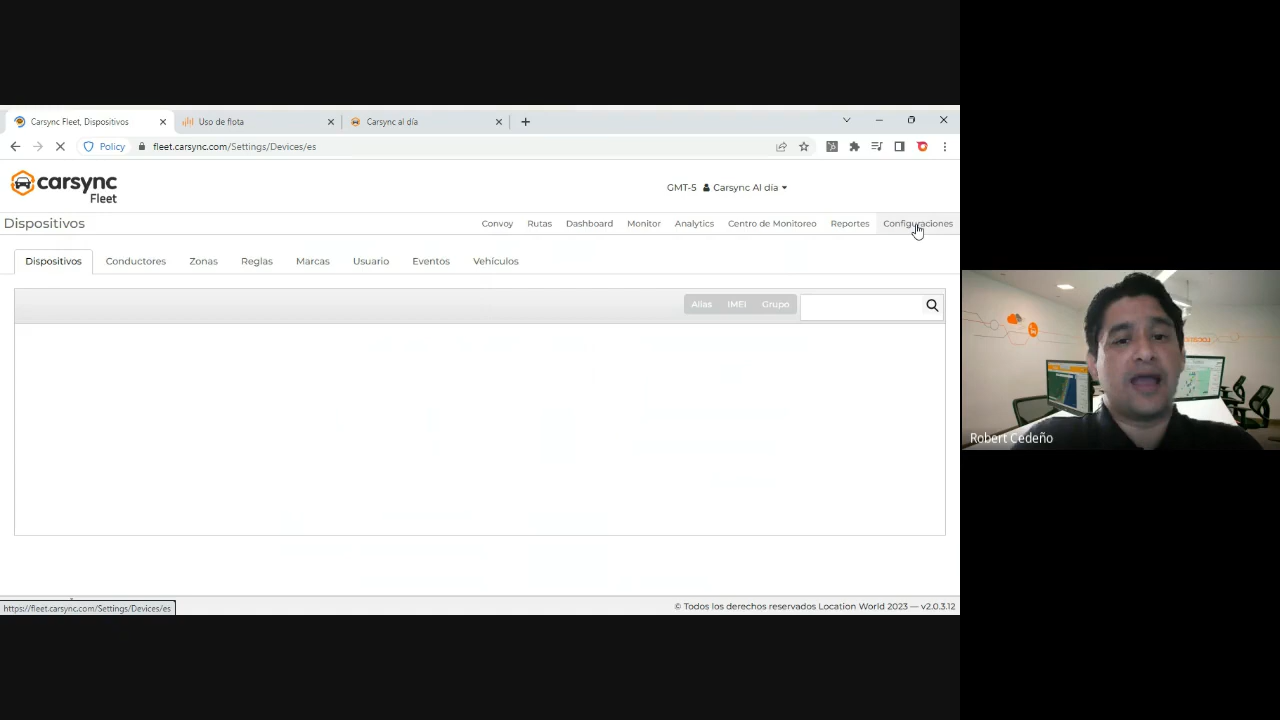 Carsync Fleet, Dispositivos
Uso de flota
Carsync al día
Policy
fleet.carsync.com/Settings/Devices/es
carsync
Fleet
GMT-5 Carsync Al día
Dispositivos
Convoy Rutas Dashboard Monitor Analytics Centro de Monitoreo Reportes Configuraciones
Dispositivos Conductores Zonas Reglas Marcas Usuario Eventos Vehículos
Alias IMEI Grupo
Robert Cedeño
https://fleet.carsync.com/Settings/Devices/es
© Todos los derechos reservados Location World 2023 — v2.0.3.12